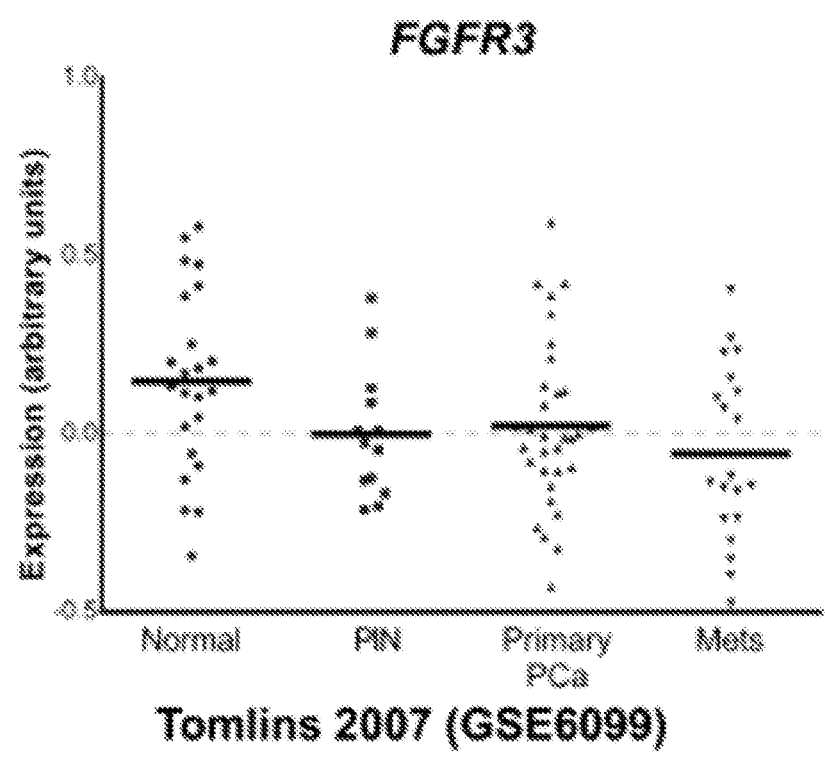 FGFR3
1.0
Expression (arbitrary units)
0.5
0.0
-0.5
Normal
PIN
Primary
PCa
Mets
Tomlins 2007 (GSE6099)